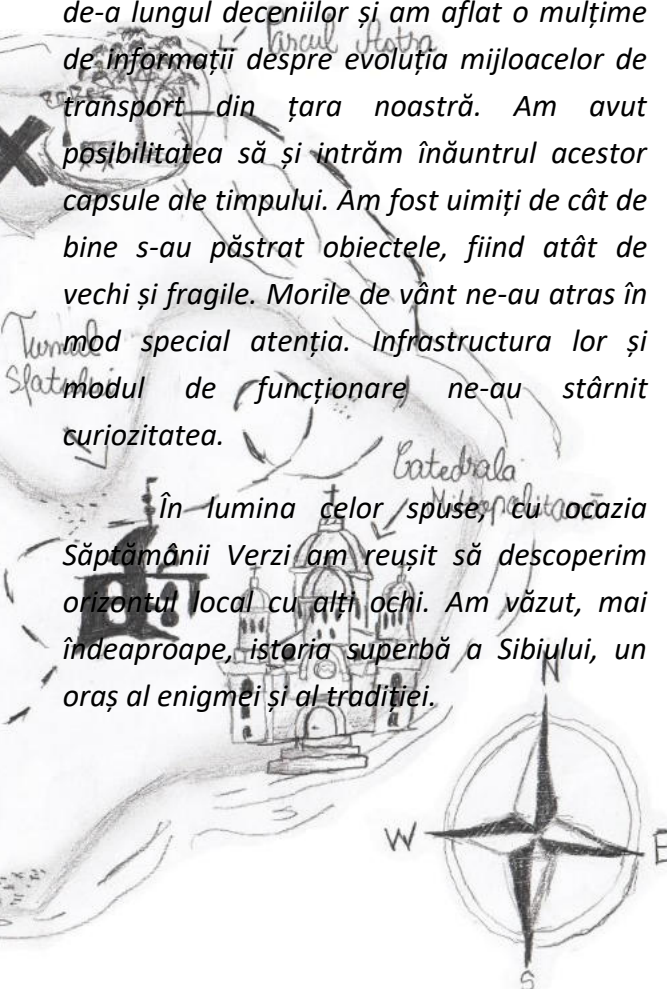 de-a lungul deceniilor și am aflat o mulțime
Parcul Astra
de informații despre evoluția mijloacelor de
transport din țara noastră. Am avut
posibilitatea să și intrăm înăuntrul acestor
capsule ale timpului. Am fost uimiți de cât de
bine s-au păstrat obiectele, fiind atât de
vechi și fragile. Morile de vânt ne-au atras în
mod special atenția. Infrastructura lor și
modul de funcționare ne-au stârnit
curiozitatea.
Turnul
Sfatului
Catedrala
Mitropolitană
În lumina celor spuse, cu ocazia
Săptămânii Verzi am reușit să descoperim
orizontul local cu alți ochi. Am văzut, mai
îndeaproape, istoria superbă a Sibiului, un
oraș al enigmei și al tradiției.
N
W
E
S